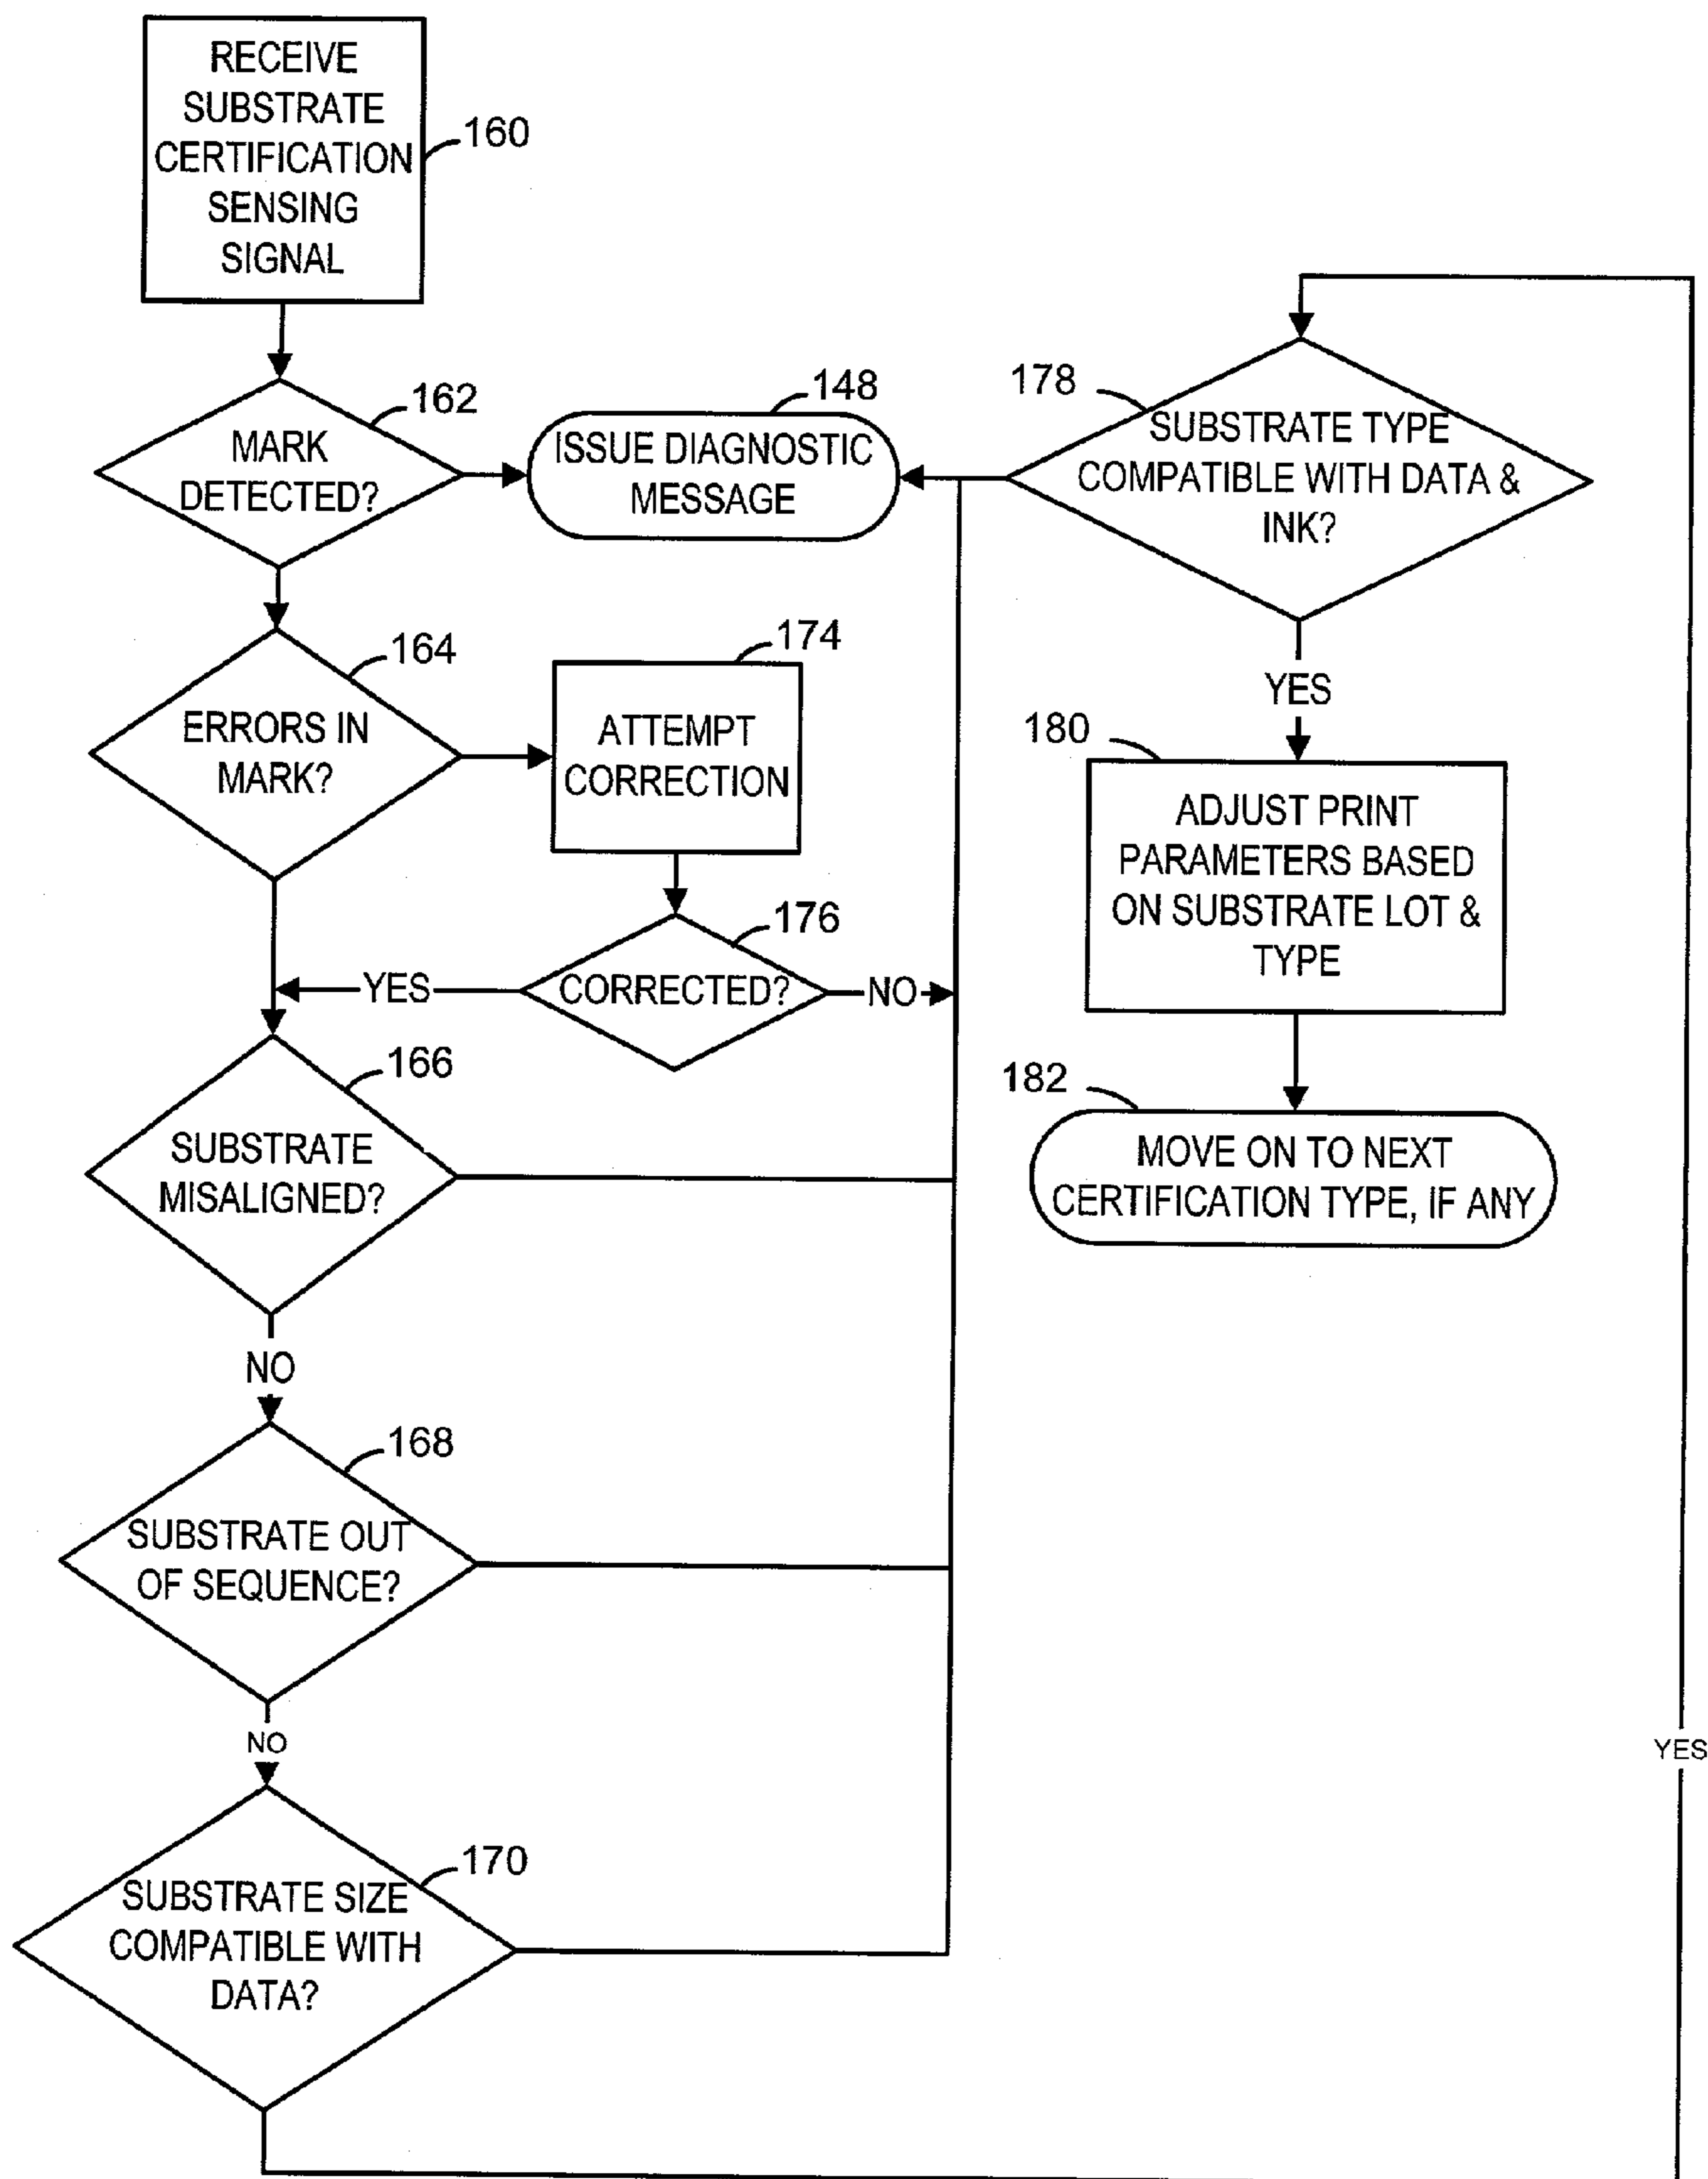 RECEIVE
SUBSTRATE
CERTIFICATION
SENSING
SIGNAL
160
162
MARK
DETECTED?
148
ISSUE DIAGNOSTIC
MESSAGE
164
ERRORS IN
MARK?
174
ATTEMPT
CORRECTION
176
CORRECTED?
YES
NO
166
SUBSTRATE
MISALIGNED?
NO
168
SUBSTRATE OUT
OF SEQUENCE?
NO
170
SUBSTRATE SIZE
COMPATIBLE WITH
DATA?
YES
178
SUBSTRATE TYPE
COMPATIBLE WITH DATA &
INK?
YES
180
ADJUST PRINT
PARAMETERS BASED
ON SUBSTRATE LOT &
TYPE
182
MOVE ON TO NEXT
CERTIFICATION TYPE, IF ANY